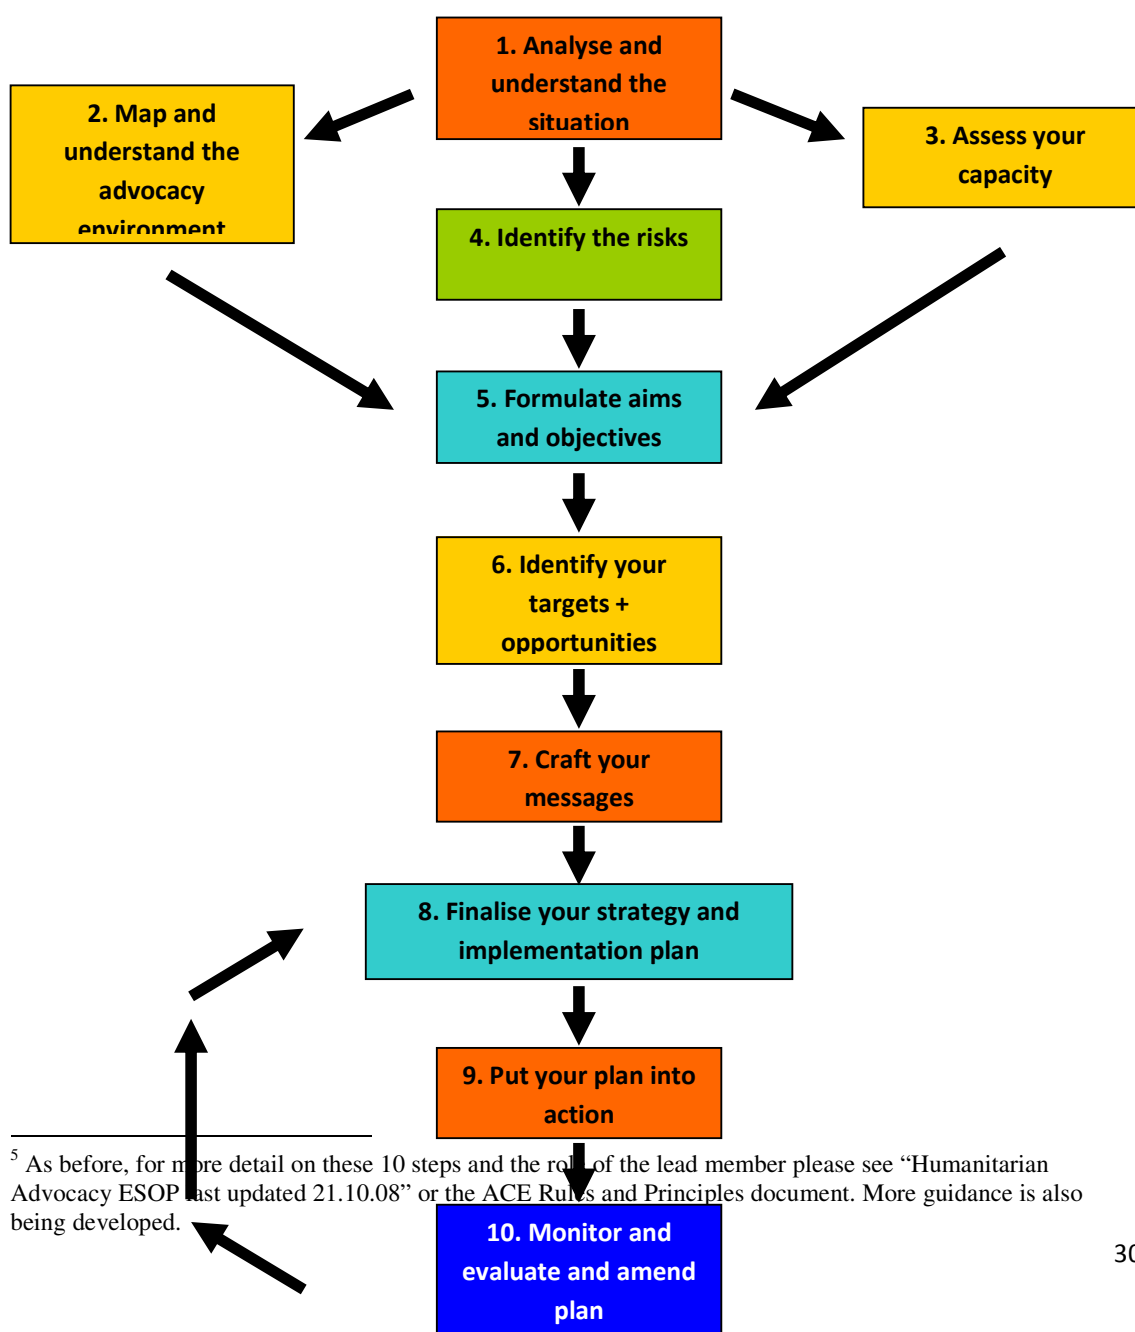 1. Analyse and
understand the
situation
2. Map and
understand the
advocacy
environment
3. Assess your
capacity
4. Identify the risks
5. Formulate aims
and objectives
6. Identify your
targets +
opportunities
7. Craft your
messages
8. Finalise your strategy and
implementation plan
9. Put your plan into
action
5 As before, for more detail on these 10 steps and the role of the lead member please see “Humanitarian
Advocacy ESOP last updated 21.10.08” or the ACE Rules and Principles document. More guidance is also
being developed.
10. Monitor and
evaluate and amend
plan
30